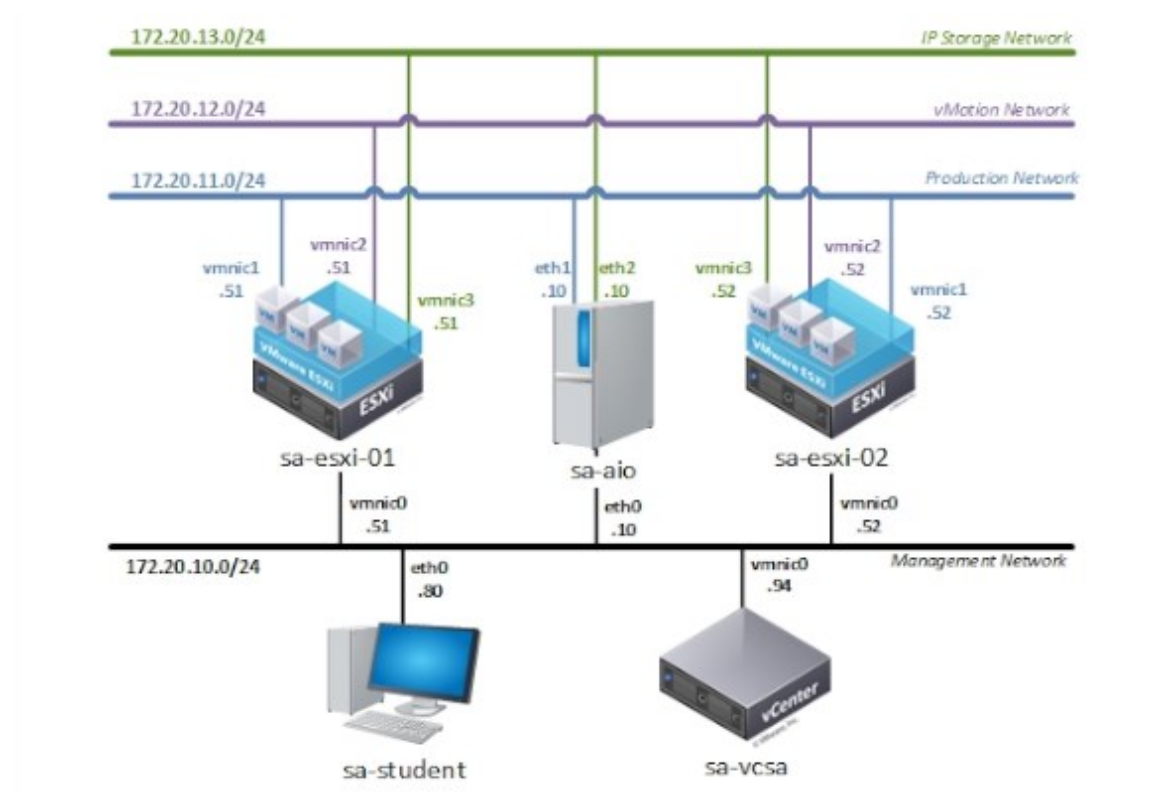 172.20.13.0/24
IP Storage Network
172.20.12.0/24
vMotion Network
172.20.11.0/24
Production Network
vmnic1
.51
vmnic2
.51
vmnic3
.51
eth1
.10
eth2
.10
vmnic3
.52
vmnic2
.52
vmnic1
.52
VM
VM
VM
VMware ESXi
ESXi
VM
VM
VM
VMware ESXi
ESXi
sa-esxi-01
sa-aio
sa-esxi-02
vmnic0
.51
eth0
.10
vmnic0
.52
172.20.10.0/24
Management Network
eth0
.80
vmnic0
.94
vCenter
© VMware, Inc.
sa-student
sa-vcsa